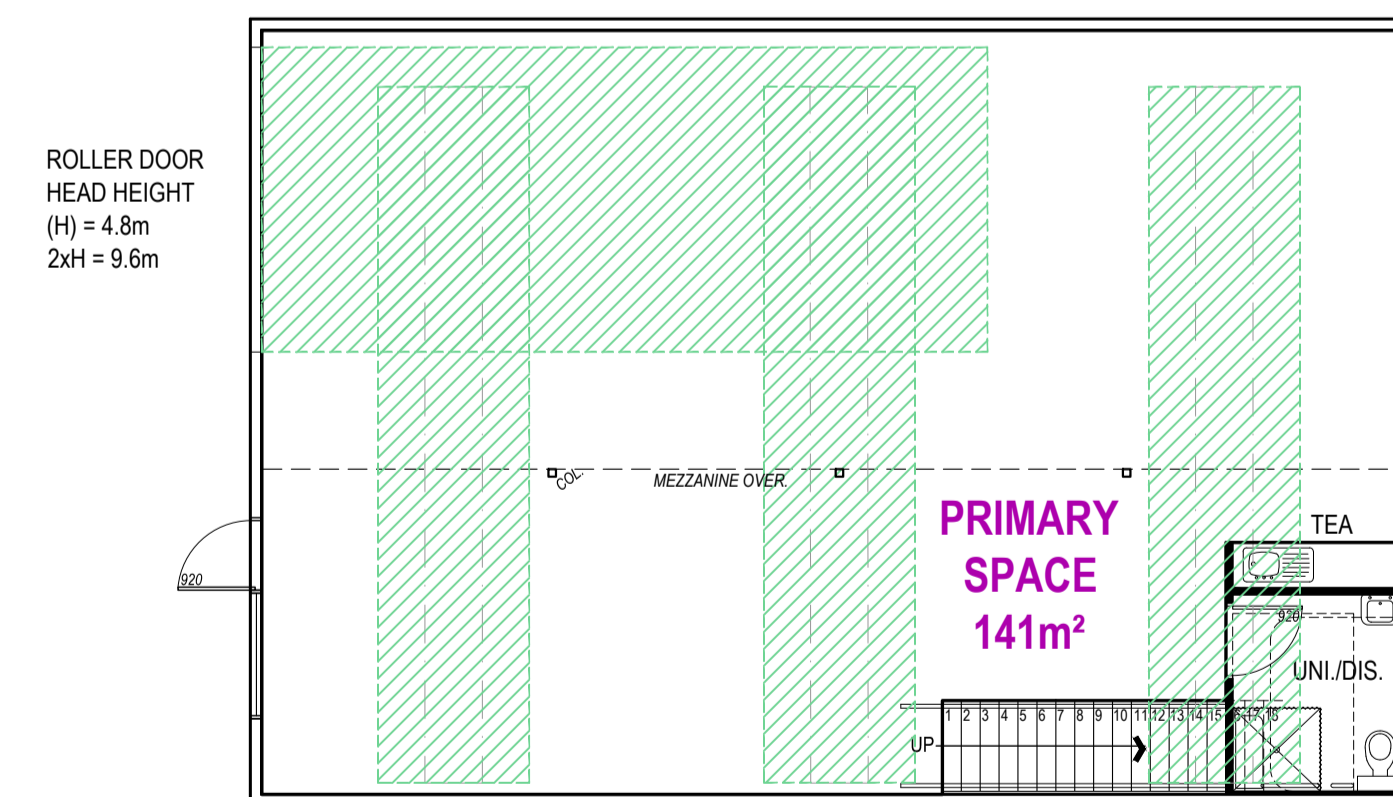 ROLLER DOOR
HEAD HEIGHT
(H) = 4.8m
2xH = 9.6m
COL.
MEZZANINE OVER.
PRIMARY
SPACE
141m²
TEA
920
920
UNI./DIS.
1 2 3 4 5 6 7 8 9 10 11 12 13 14 15 16 17 18
UP